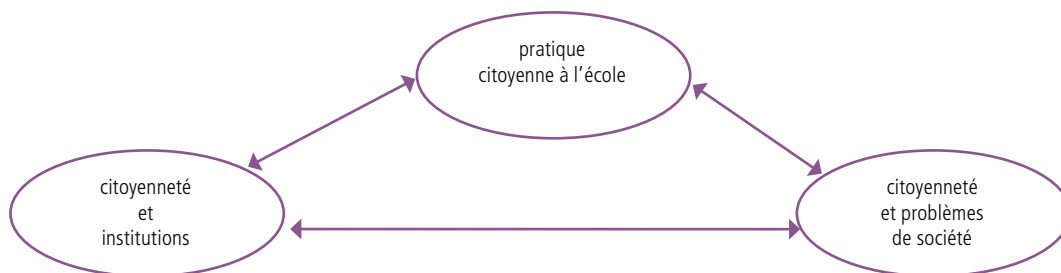 pratique
citoyenne à l'école
citoyenneté
et
institutions
citoyenneté
et problèmes
de société